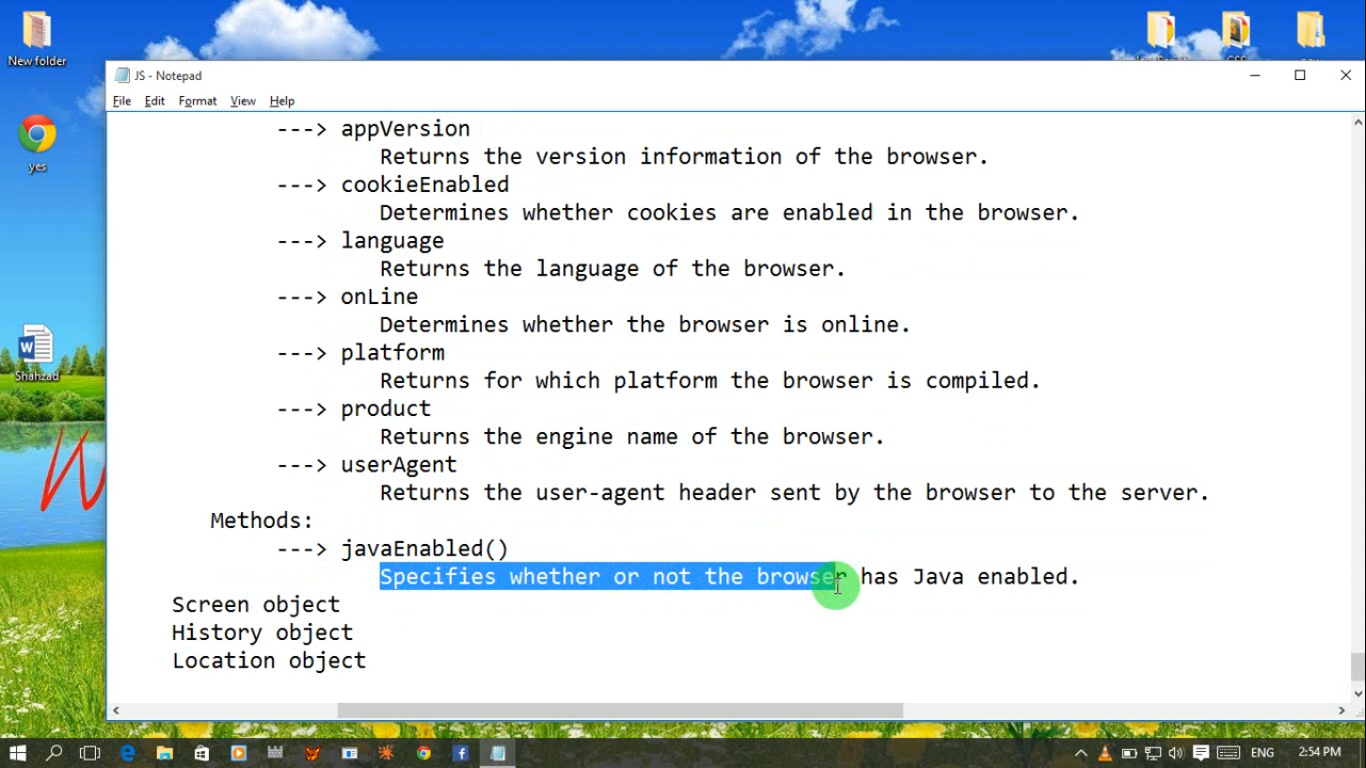 New folder
JS - Notepad
File Edit Format View Help
yes
---> appVersion
Returns the version information of the browser.
---> cookieEnabled
Determines whether cookies are enabled in the browser.
---> language
Returns the language of the browser.
---> onLine
Determines whether the browser is online.
---> platform
Returns for which platform the browser is compiled.
---> product
Returns the engine name of the browser.
---> userAgent
Returns the user-agent header sent by the browser to the server.
Methods:
---> javaEnabled()
Specifies whether or not the browser has Java enabled.
Screen object
History object
Location object
Shahzad
W
ENG
2:54 PM